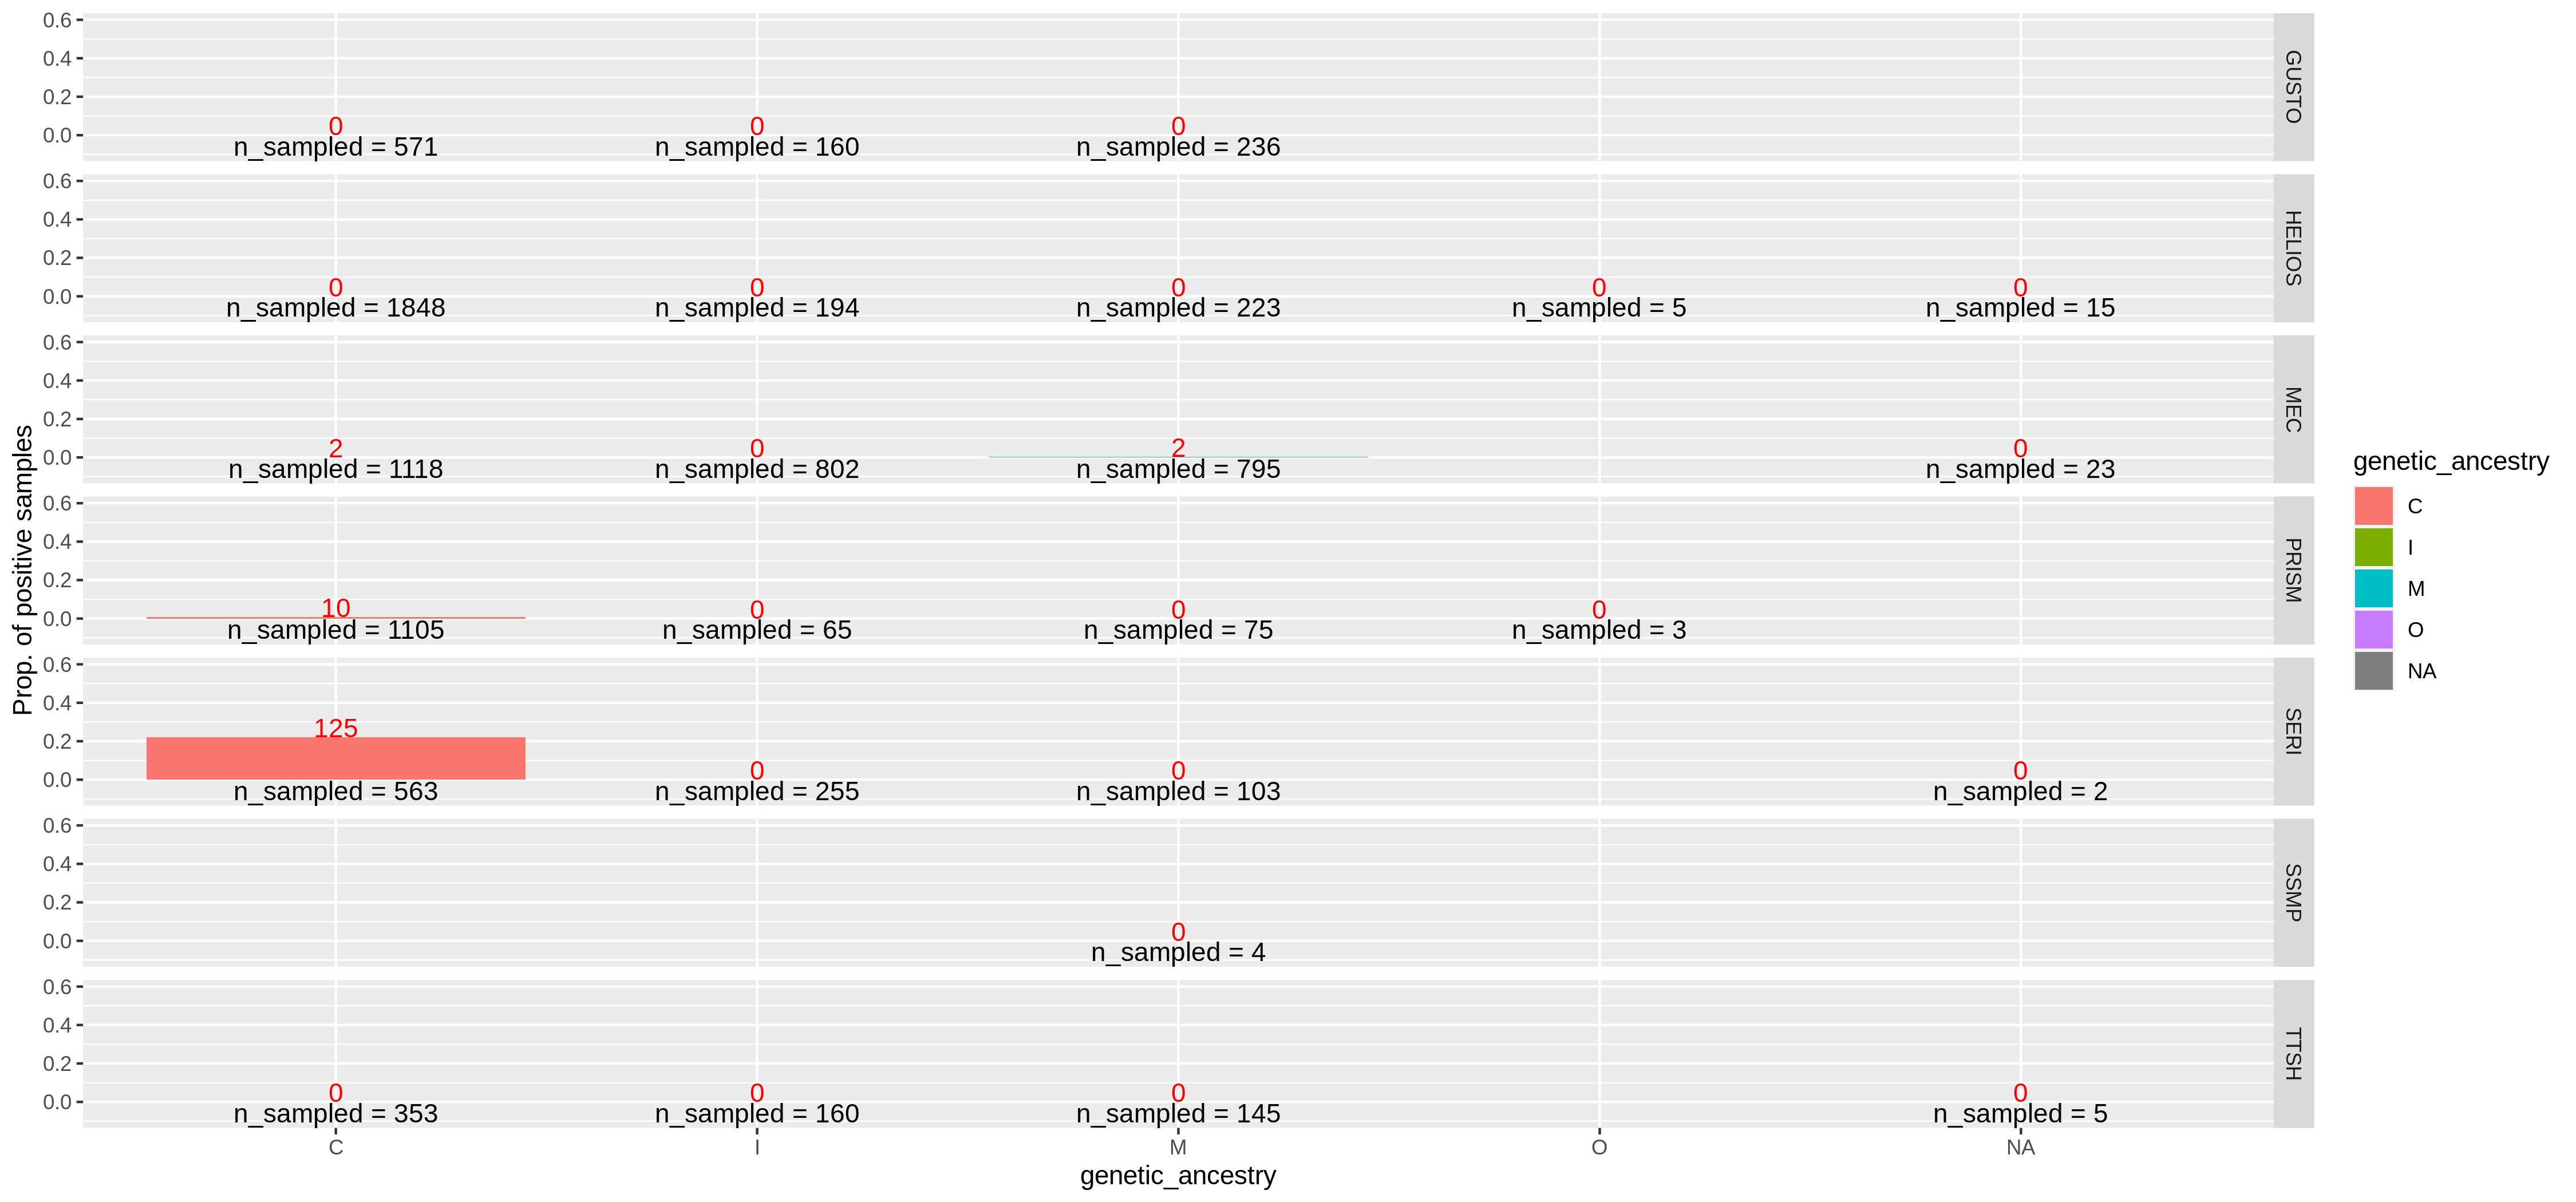 0.6
0.4
0.2
0.0
0 0 0
n_sampled = 571 n_sampled = 160 n_sampled = 236
GUSTO
0.6
0.4
0.2
0.0
0 0 0 0 0
n_sampled = 1848 n_sampled = 194 n_sampled = 223 n_sampled = 5 n_sampled = 15
HELIOS
0.6
0.4
0.2
0.0
2 0 2 0
n_sampled = 1118 n_sampled = 802 n_sampled = 795 n_sampled = 23
MEC
0.6
0.4
0.2
0.0
10 0 0 0
n_sampled = 1105 n_sampled = 65 n_sampled = 75 n_sampled = 3
PRISM
0.6
0.4
0.2
0.0
125 0 0 0
n_sampled = 563 n_sampled = 255 n_sampled = 103 n_sampled = 2
SERI
0.6
0.4
0.2
0.0
0
n_sampled = 4
SSMP
0.6
0.4
0.2
0.0
0 0 0 0
n_sampled = 353 n_sampled = 160 n_sampled = 145 n_sampled = 5
TTSH
C I M O NA
genetic_ancestry
Prop. of positive samples
genetic_ancestry
C
I
M
O
NA